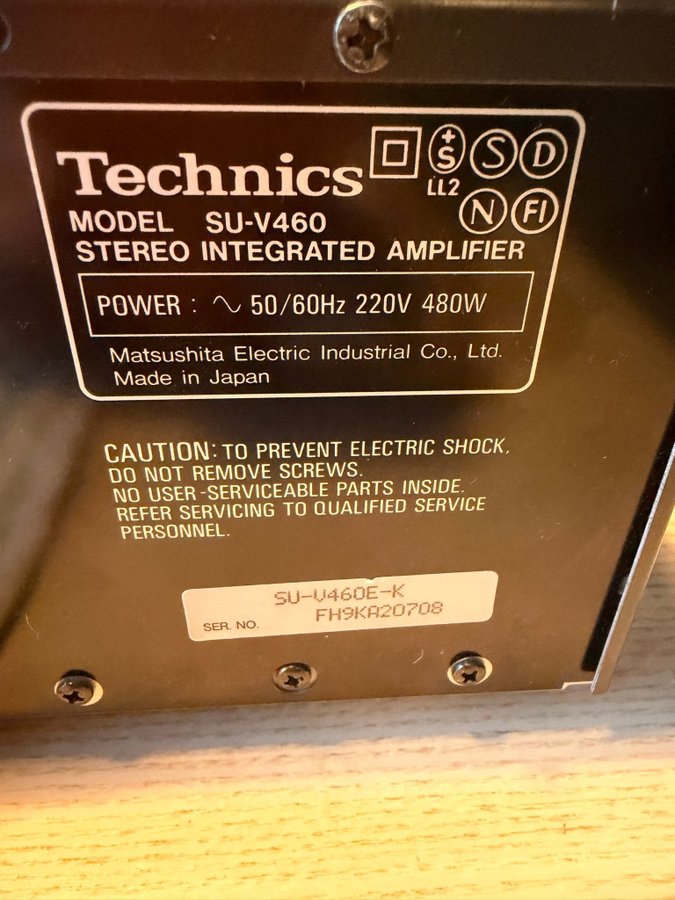 Technics
+
S
LL2
S
D
N
FI
MODEL SU-V460
STEREO INTEGRATED AMPLIFIER
POWER : ∿ 50/60Hz 220V 480W
Matsushita Electric Industrial Co., Ltd.
Made in Japan
CAUTION: TO PREVENT ELECTRIC SHOCK,
DO NOT REMOVE SCREWS.
NO USER-SERVICEABLE PARTS INSIDE.
REFER SERVICING TO QUALIFIED SERVICE
PERSONNEL.
SU-V460E-K
SER. NO. FH9KA20708